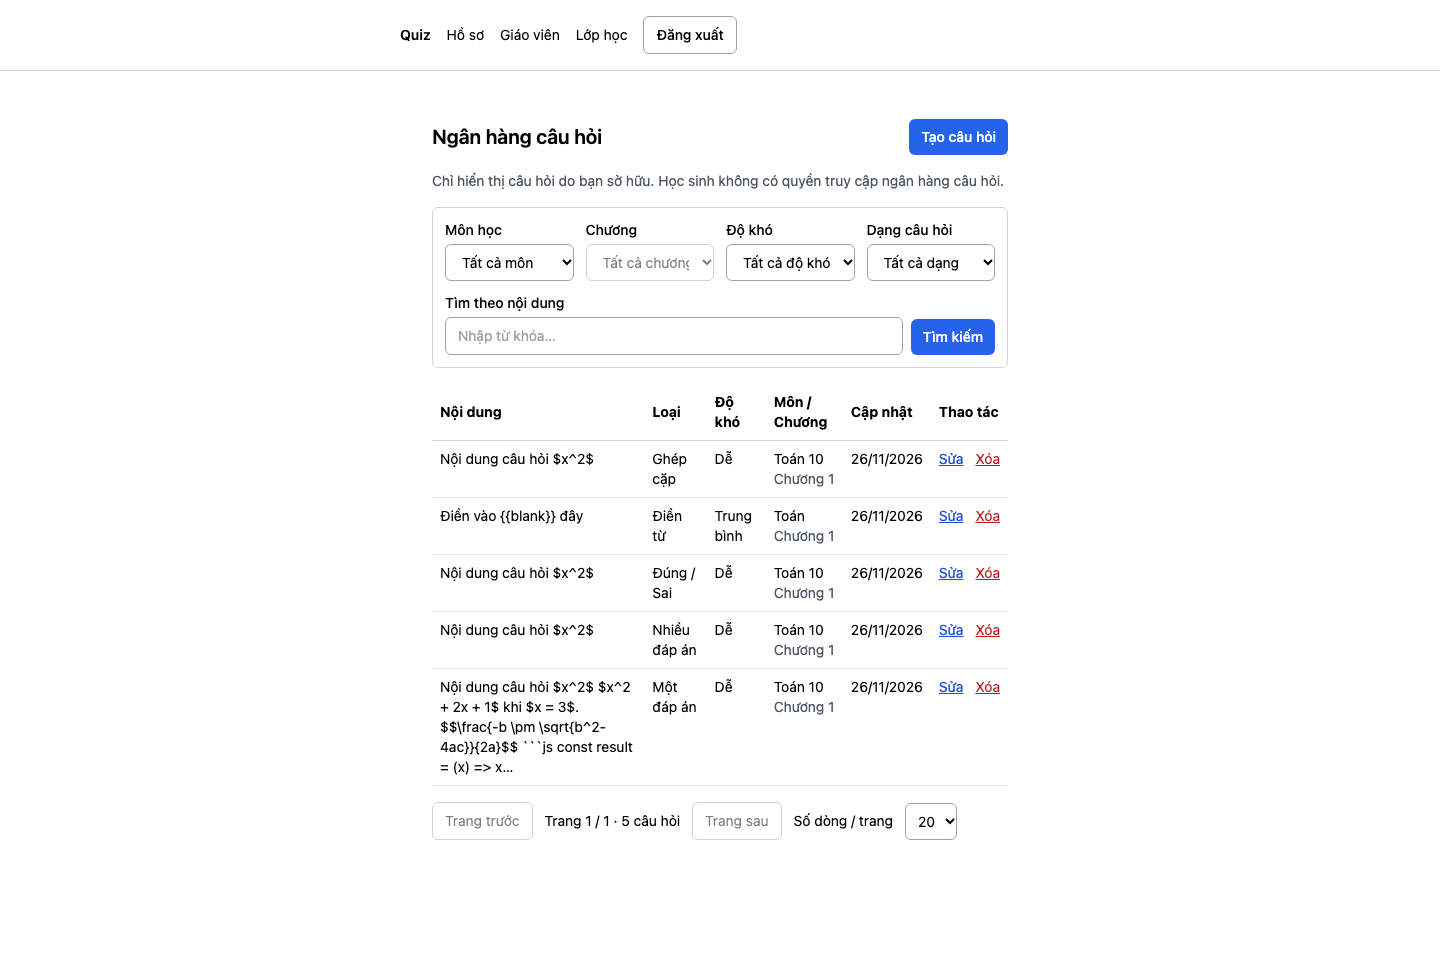 Quiz Hồ sơ Giáo viên Lớp học Đăng xuất
Ngân hàng câu hỏi Tạo câu hỏi
Chỉ hiển thị câu hỏi do bạn sở hữu. Học sinh không có quyền truy cập ngân hàng câu hỏi.
Môn học Chương Độ khó Dạng câu hỏi
Tất cả môn Tất cả chương Tất cả độ khó Tất cả dạng
Tìm theo nội dung
Nhập từ khóa... Tìm kiếm
Nội dung Loại Độ khó Môn / Chương Cập nhật Thao tác
Nội dung câu hỏi $x^2$ Ghép cặp Dễ Toán 10 Chương 1 26/11/2026 Sửa Xóa
Điền vào {{blank}} đây Điền từ Trung bình Toán Chương 1 26/11/2026 Sửa Xóa
Nội dung câu hỏi $x^2$ Đúng / Sai Dễ Toán 10 Chương 1 26/11/2026 Sửa Xóa
Nội dung câu hỏi $x^2$ Nhiều đáp án Dễ Toán 10 Chương 1 26/11/2026 Sửa Xóa
Nội dung câu hỏi $x^2$ $x^2 Một Dễ Toán 10 26/11/2026 Sửa Xóa
+ 2x + 1$ khi $x = 3$. đáp án Chương 1
$$\frac{-b \pm \sqrt{b^2-
4ac}}{2a}$$ ```js const result
= (x) => x...
Trang trước Trang 1 / 1 · 5 câu hỏi Trang sau Số dòng / trang 20